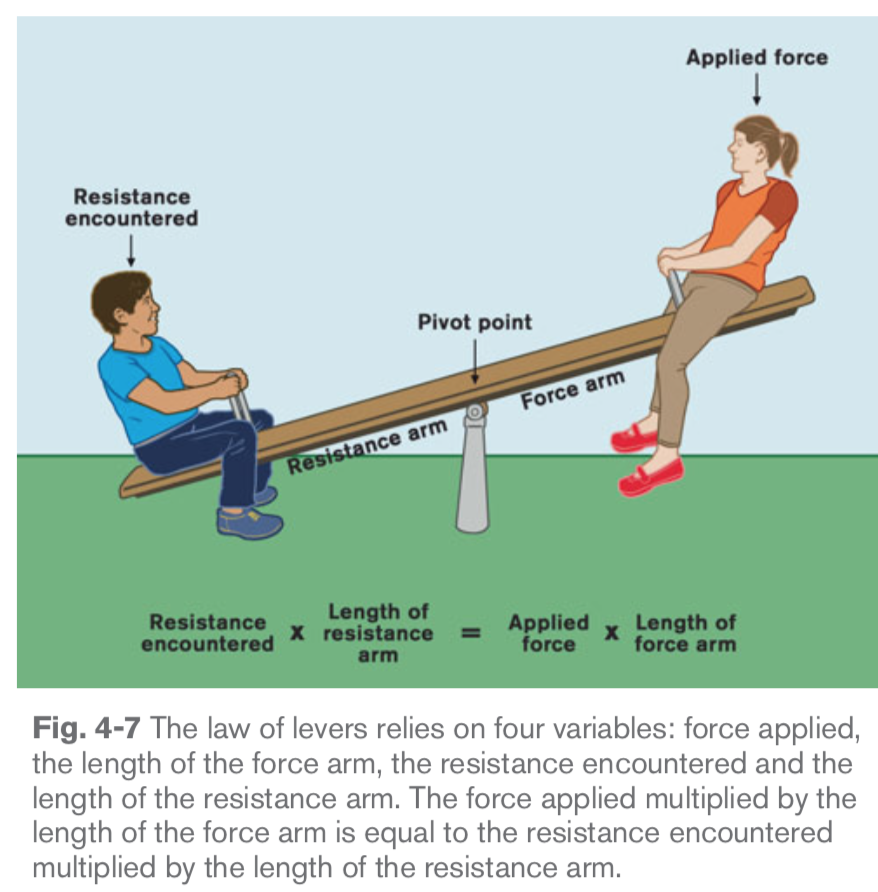 Applied force
Resistance
encountered
Pivot point
Force arm
Resistance arm
Resistance
encountered
x
Length of
resistance
arm
=
Applied
force
x
Length of
force arm
Fig. 4-7 The law of levers relies on four variables: force applied,
the length of the force arm, the resistance encountered and the
length of the resistance arm. The force applied multiplied by the
length of the force arm is equal to the resistance encountered
multiplied by the length of the resistance arm.